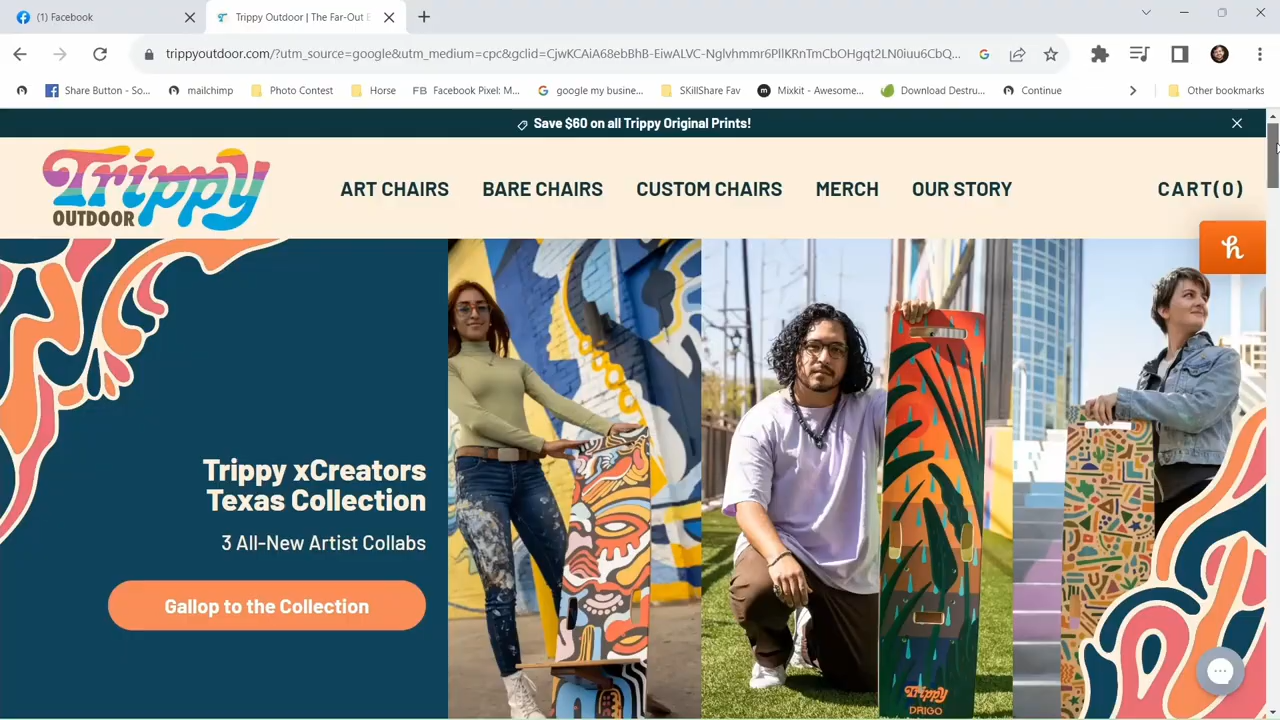 (1) Facebook
Trippy Outdoor | The Far-Out E
trippyoutdoor.com/?utm_source=google&utm_medium=cpc&gclid=CjwKCAiA68ebBhB-EiwALVC-Nglvhmmr6PllKRnTmCbOHgqt2LN0iuu6CbQ...
Share Button - So...
mailchimp
Photo Contest
Horse
FB Facebook Pixel: M...
google my busine...
SKillShare Fav
Mixkit - Awesome...
Download Destru...
Continue
Other bookmarks
Save $60 on all Trippy Original Prints!
Trippy
OUTDOOR
ART CHAIRS
BARE CHAIRS
CUSTOM CHAIRS
MERCH
OUR STORY
CART(0)
Trippy xCreators
Texas Collection
3 All-New Artist Collabs
Gallop to the Collection
Trippy
DRIGO